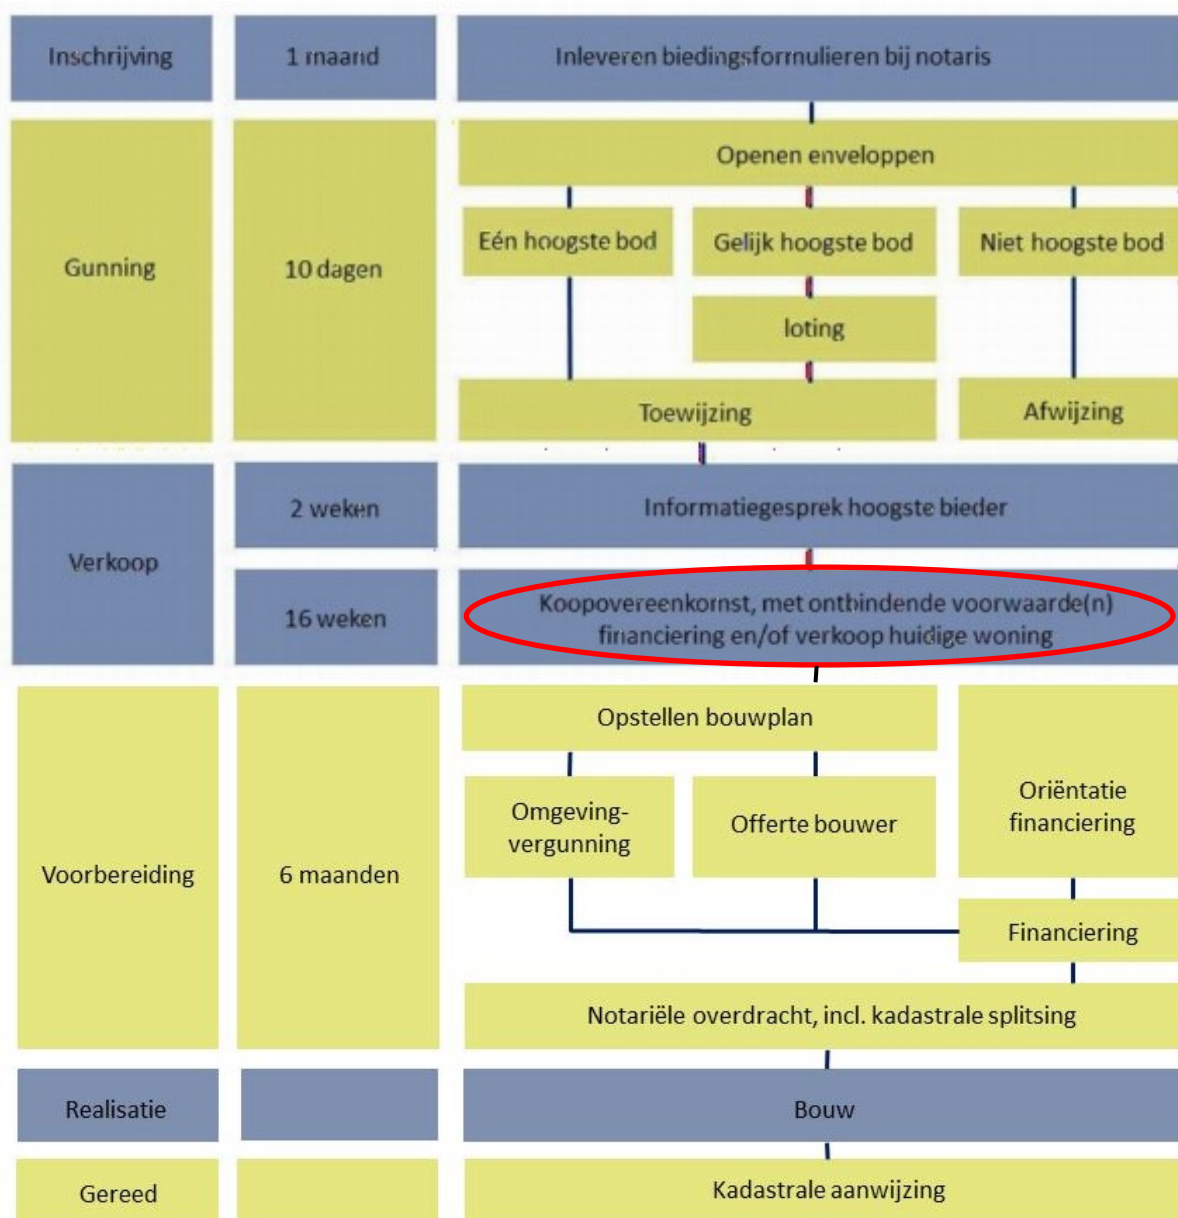 Inschrijving
1 maand
Inleveren biedingsformulieren bij notaris
Gunning
10 dagen
Openen enveloppen
Eén hoogste bod
Gelijk hoogste bod
Niet hoogste bod
loting
Toewijzing
Afwijzing
Verkoop
2 weken
Informatiegesprek hoogste bieder
16 weken
Koopovereenkomst, met ontbindende voorwaarde(n)
financiering en/of verkoop huidige woning
Voorbereiding
6 maanden
Opstellen bouwplan
Omgeving-
vergunning
Offerte bouwer
Oriëntatie
financiering
Financiering
Notariële overdracht, incl. kadastrale splitsing
Realisatie
Bouw
Gereed
Kadastrale aanwijzing